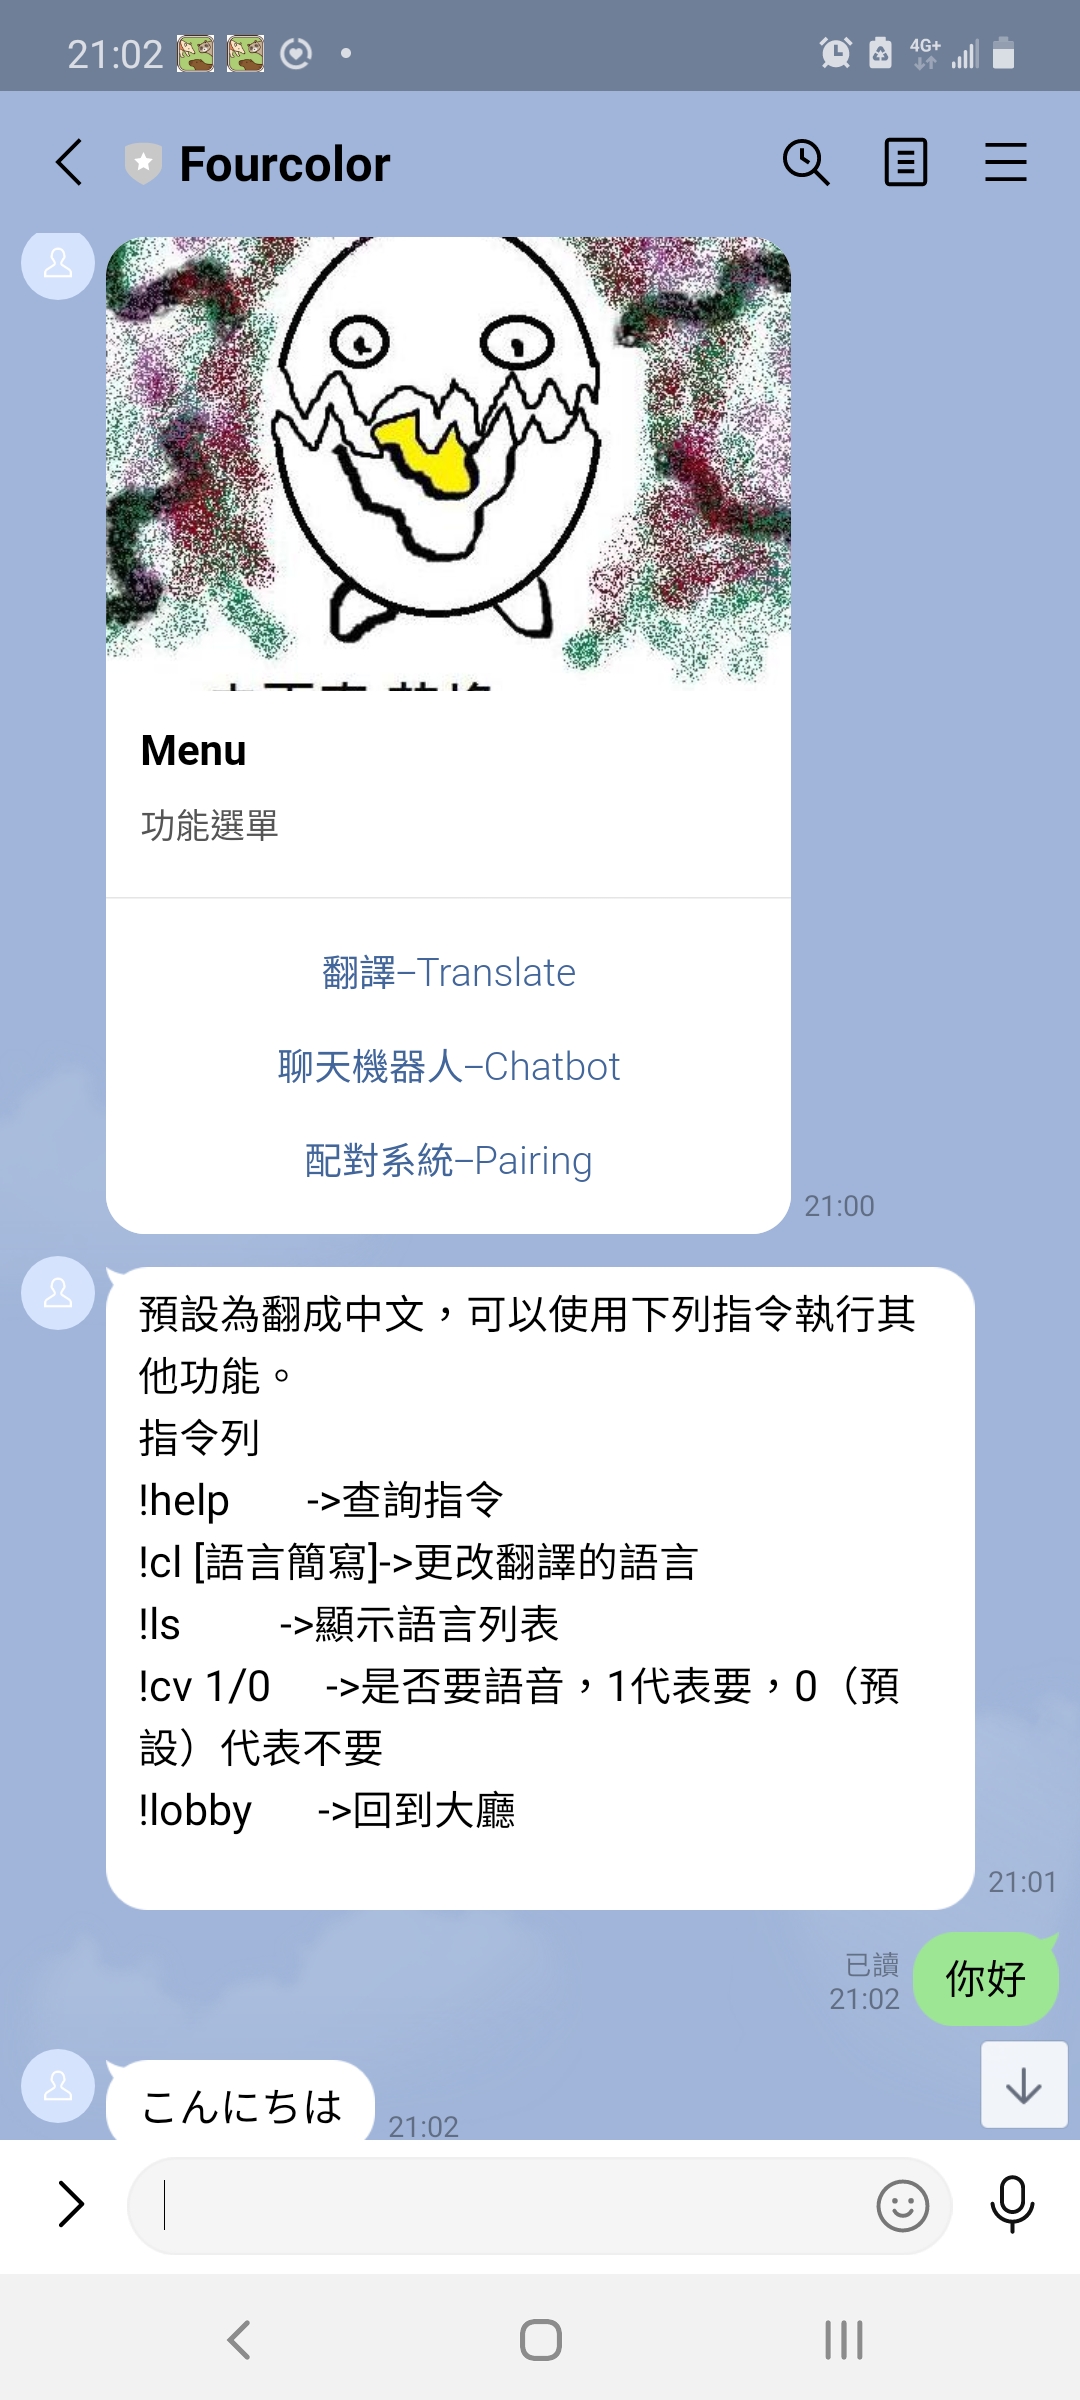 21:02
4G+
Fourcolor
Menu
功能選單
翻譯–Translate
聊天機器人–Chatbot
配對系統–Pairing
21:00
預設為翻成中文，可以使用下列指令執行其
他功能。
指令列
!help ->查詢指令
!cl [語言簡寫]->更改翻譯的語言
!ls ->顯示語言列表
!cv 1/0 ->是否要語音，1代表要，0（預
設）代表不要
!lobby ->回到大廳
21:01
已讀
21:02
你好
こんにちは
21:02